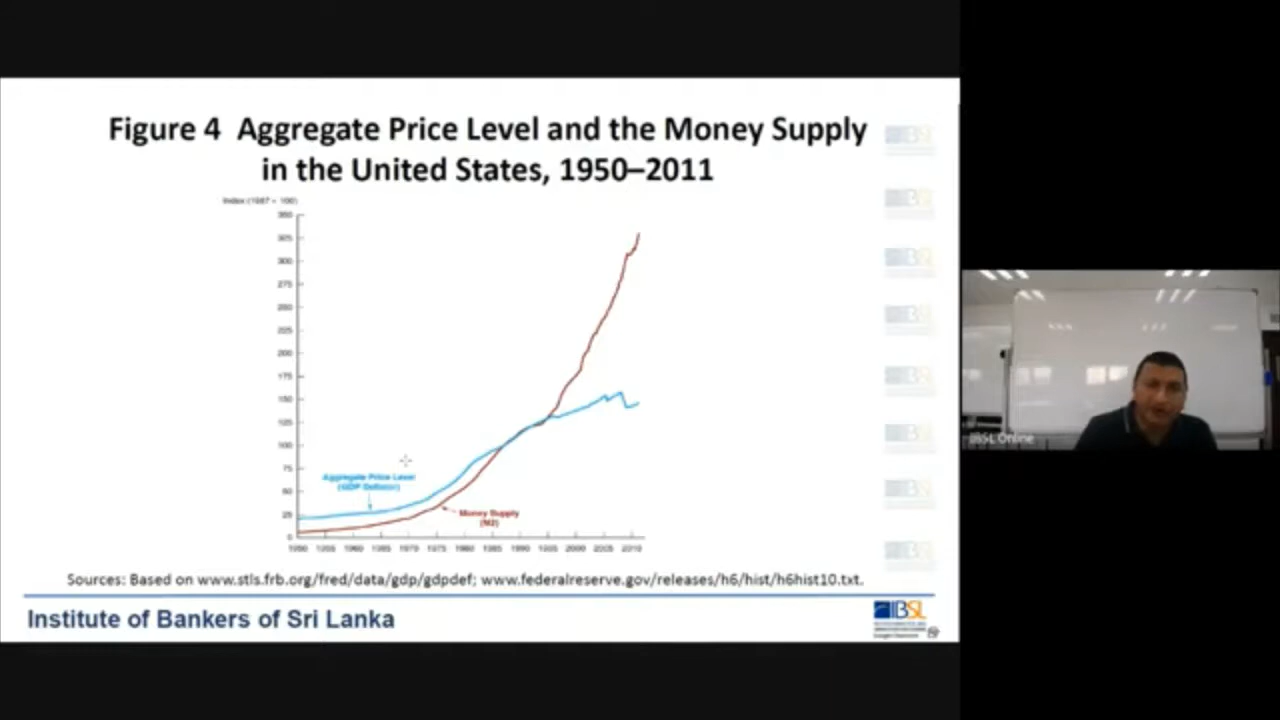 Figure 4 Aggregate Price Level and the Money Supply
in the United States, 1950–2011
Index (1987 = 100)
350
325
300
275
250
225
200
175
150
125
100
75
50
25
0
Aggregate Price Level
(GDP Deflator)
Money Supply
(M2)
1950 1955 1960 1965 1970 1975 1980 1985 1990 1995 2000 2005 2010
Sources: Based on www.stls.frb.org/fred/data/gdp/gdpdef; www.federalreserve.gov/releases/h6/hist/h6hist10.txt.
Institute of Bankers of Sri Lanka
IBSL
IBSL Online